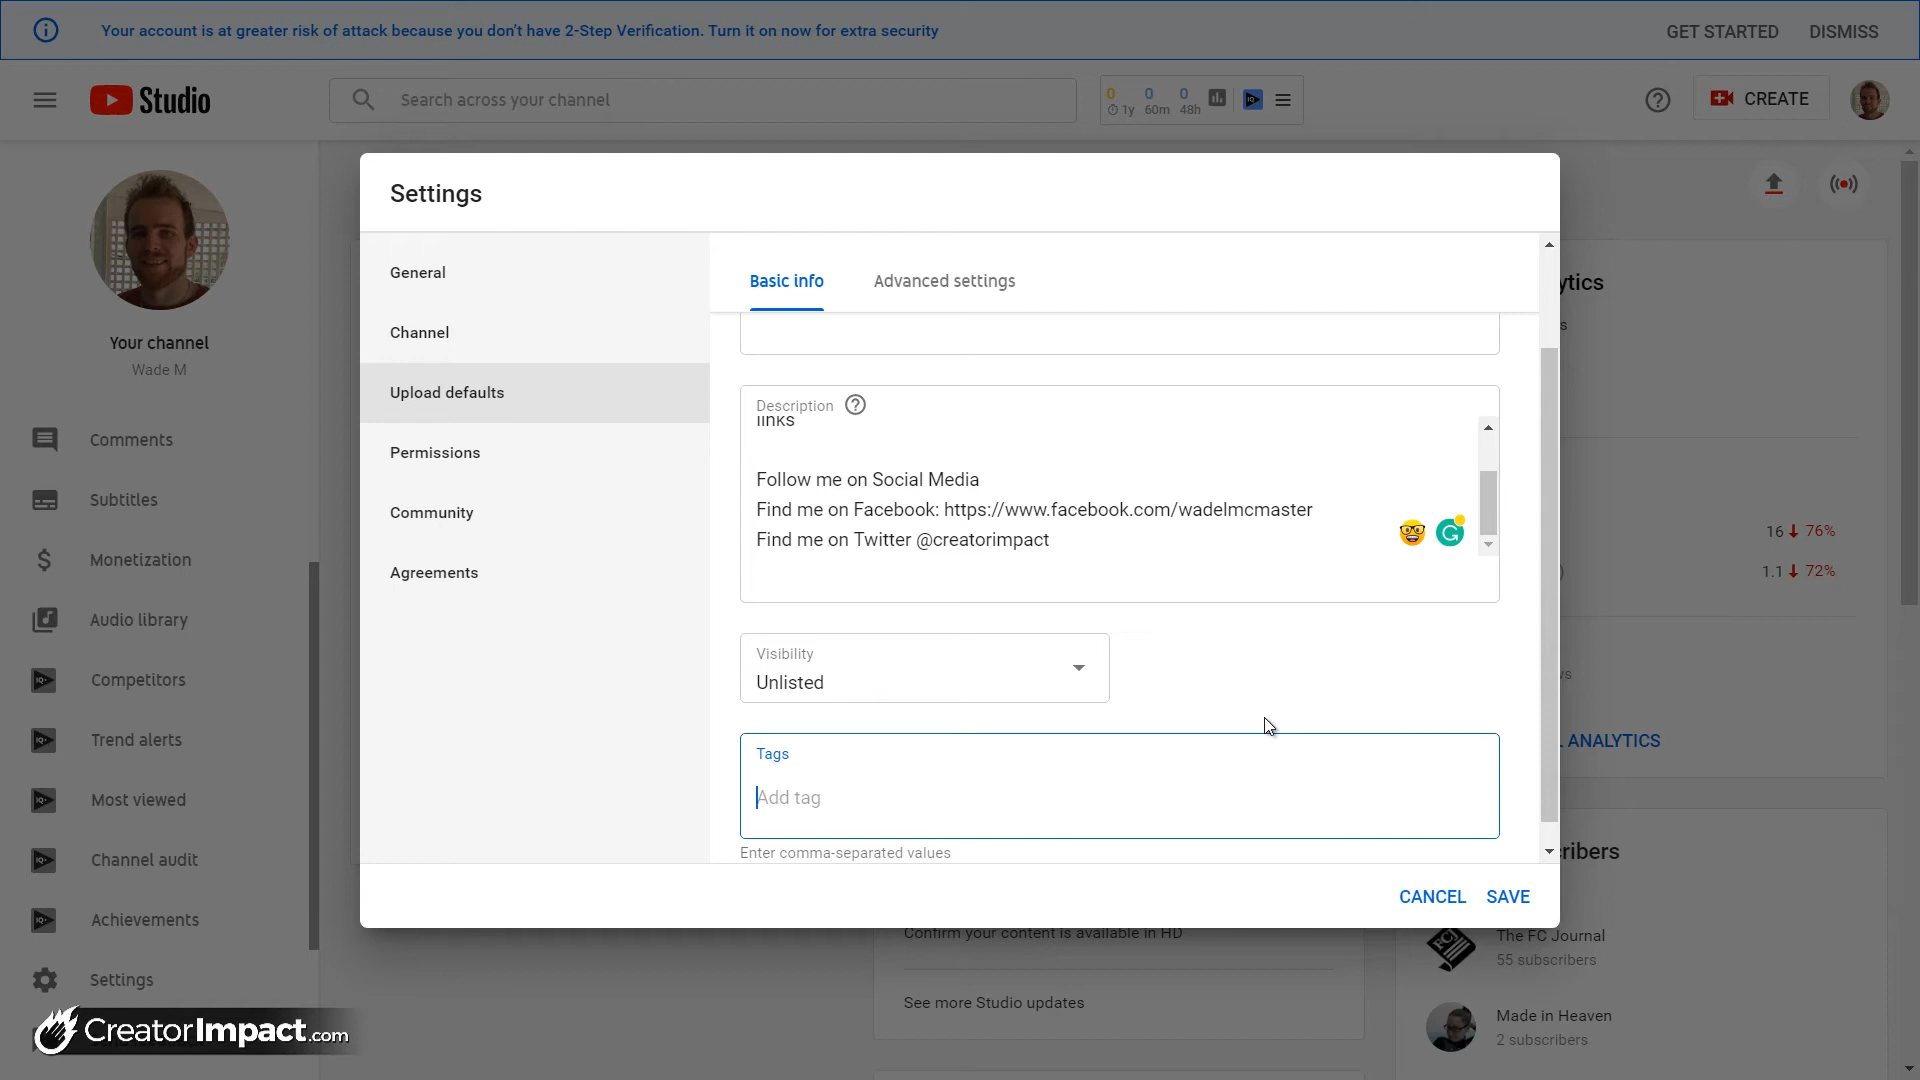 Your account is at greater risk of attack because you don't have 2-Step Verification. Turn it on now for extra security
GET STARTED
DISMISS
Studio
Search across your channel
0 0 0
1y 60m 48h
CREATE
Your channel
Wade M
Comments
Subtitles
Monetization
Audio library
Competitors
Trend alerts
Most viewed
Channel audit
Achievements
Settings
CreatorImpact.com
Settings
General
Channel
Upload defaults
Permissions
Community
Agreements
Basic info
Advanced settings
Description
links
Follow me on Social Media
Find me on Facebook: https://www.facebook.com/wadelmcmaster
Find me on Twitter @creatorimpact
Visibility
Unlisted
Tags
Add tag
Enter comma-separated values
CANCEL
SAVE
Confirm your content is available in HD
See more Studio updates
ytics
16 76%
1.1 72%
ANALYTICS
ribers
The FC Journal
55 subscribers
Made in Heaven
2 subscribers